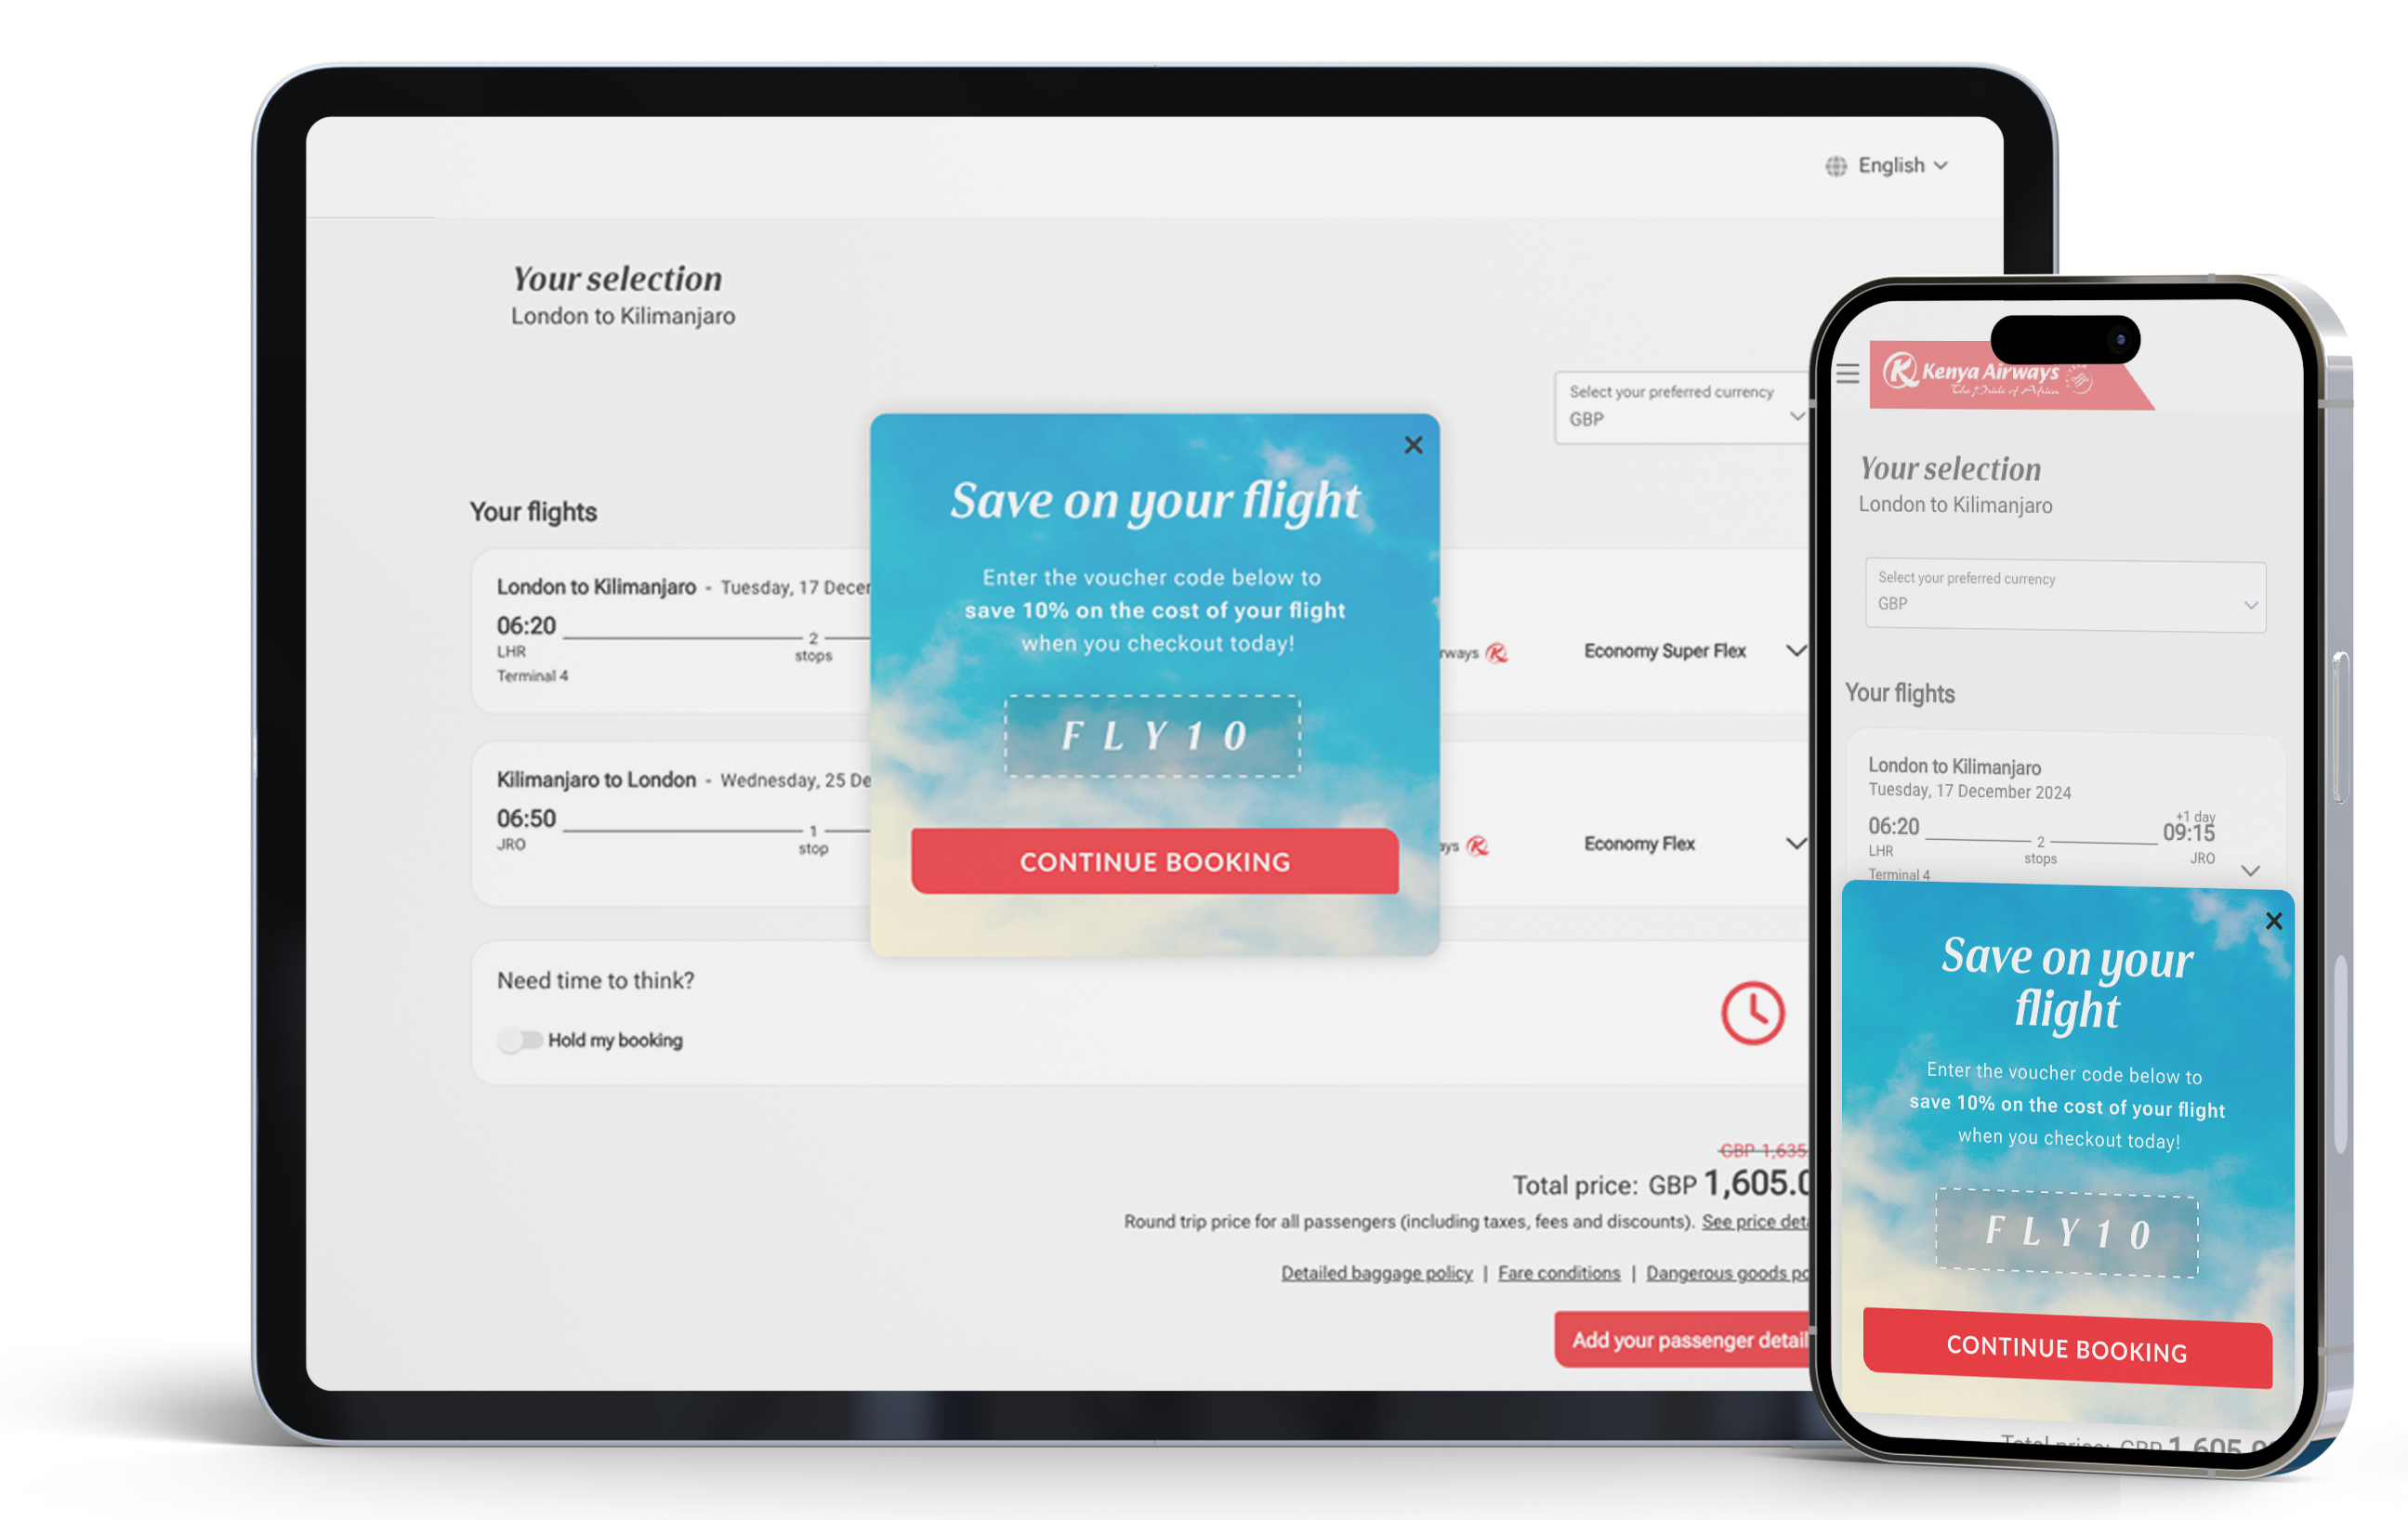 English
Your selection
London to Kilimanjaro
Select your preferred currency
GBP
Your flights
London to Kilimanjaro - Tuesday, 17 Decem
06:20
2
LHR
stops
Terminal 4
rways
Economy Super Flex
Kilimanjaro to London - Wednesday, 25 De
06:50
1
JRO
stop
ays
Economy Flex
Need time to think?
Hold my booking
GBP 1,635.
Total price: GBP 1,605.0
Round trip price for all passengers (including taxes, fees and discounts). See price deta
Detailed baggage policy | Fare conditions | Dangerous goods po
Add your passenger detail
Save on your flight
Enter the voucher code below to
save 10% on the cost of your flight
when you checkout today!
FLY10
CONTINUE BOOKING
Kenya Airways
The Pride of Africa
Your selection
London to Kilimanjaro
Select your preferred currency
GBP
Your flights
London to Kilimanjaro
Tuesday, 17 December 2024
+1 day
06:20
2
09:15
LHR
stops
JRO
Terminal 4
Save on your
flight
Enter the voucher code below to
save 10% on the cost of your flight
when you checkout today!
FLY10
CONTINUE BOOKING
Total price: GBP 1,605.0